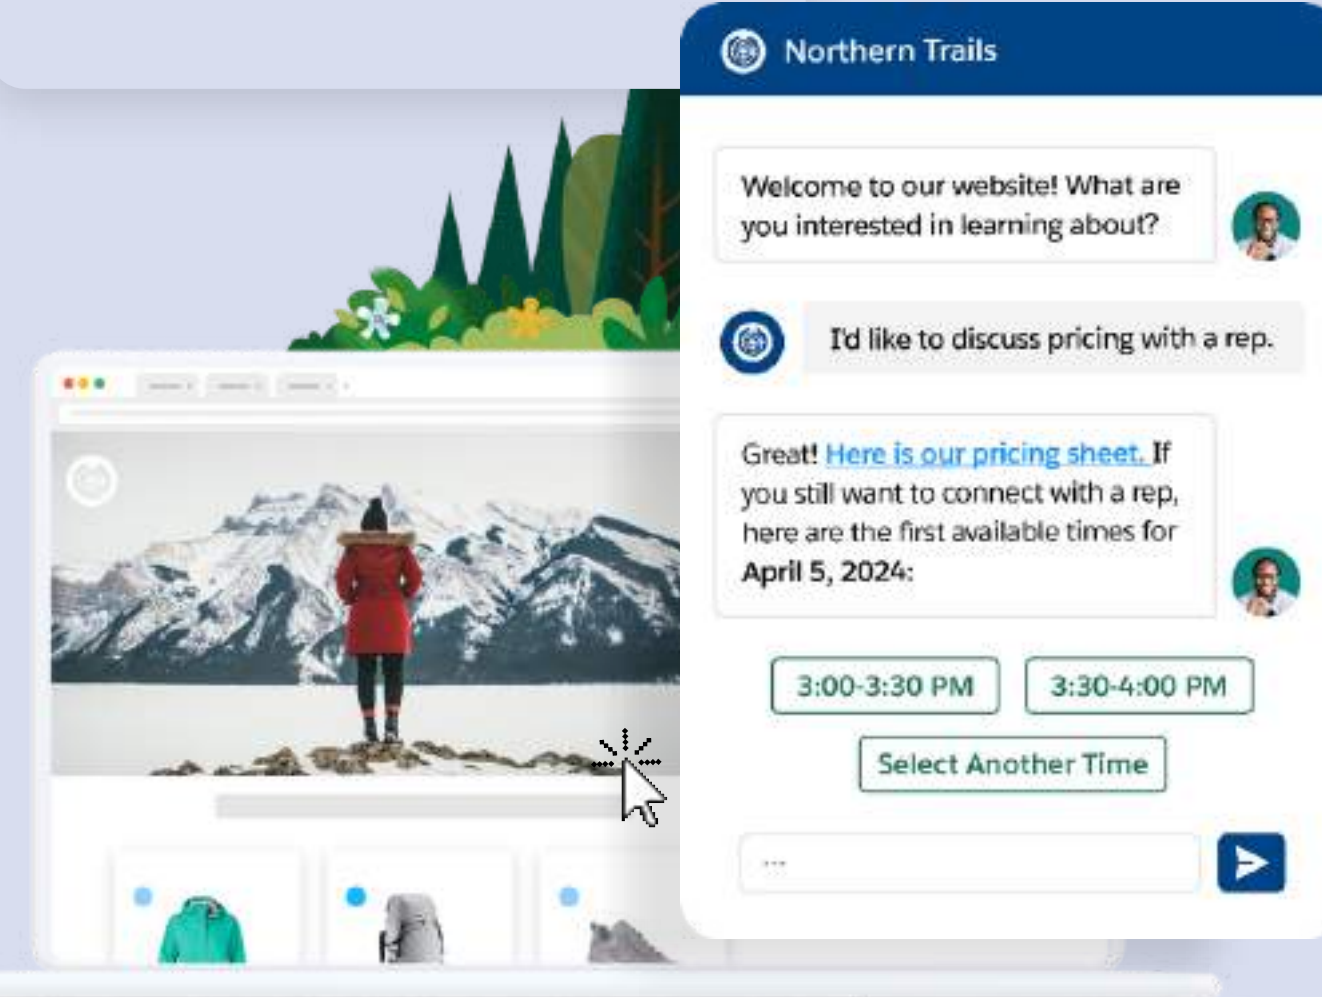 Northern Trails
Welcome to our website! What are
you interested in learning about?
I'd like to discuss pricing with a rep.
Great! Here is our pricing sheet. If
you still want to connect with a rep,
here are the first available times for
April 5, 2024:
3:00-3:30 PM
3:30-4:00 PM
Select Another Time
...